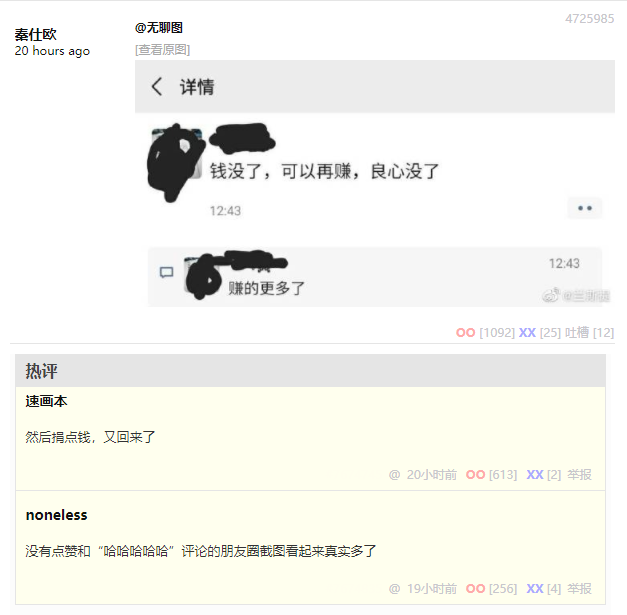 4725985
秦仕欧
20 hours ago
@无聊图
[查看原图]
详情
钱没了，可以再赚，良心没了
12:43
12:43
赚的更多了
OO [1092] XX [25] 吐槽 [12]
热评
速画本
然后捐点钱，又回来了
@ 20小时前 OO [613] XX [2] 举报
noneless
没有点赞和“哈哈哈哈哈”评论的朋友圈截图看起来真实多了
@ 19小时前 OO [256] XX [4] 举报